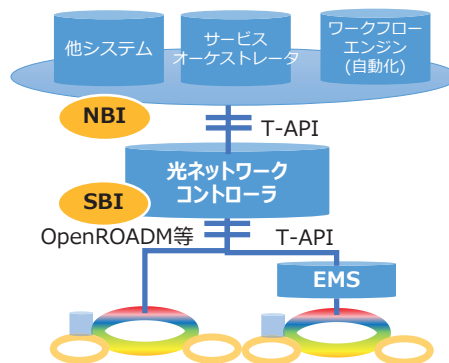 他システム
サービス
オーケストレータ
ワークフロー
エンジン
(自動化)
NBI
T-API
光ネットワーク
コントローラ
SBI
OpenROADM等
T-API
EMS